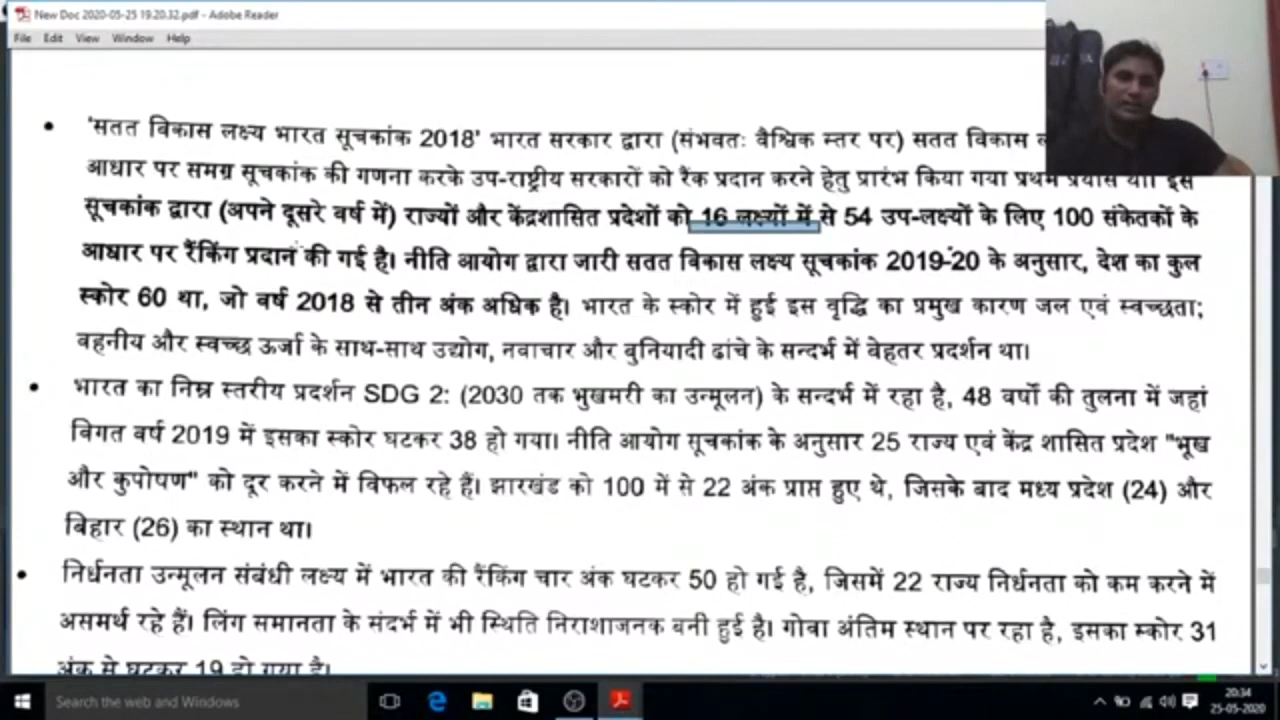 New Doc 2020-05-25 19.20.32.pdf - Adobe Reader
File Edit View Window Help
• 'सतत विकास लक्ष्य भारत सूचकांक 2018' भारत सरकार द्वारा (संभवतः वैश्विक स्तर पर) सतत विकास
आधार पर समग्र सूचकांक की गणना करके उप-राष्ट्रीय सरकारों को रैंक प्रदान करने हेतु प्रारंभ किया गया प्रथम प्रयास था। इस
सूचकांक द्वारा (अपने दूसरे वर्ष में) राज्यों और केंद्रशासित प्रदेशों को 16 लक्ष्यों में से 54 उप-लक्ष्यों के लिए 100 संकेतकों के
आधार पर रैंकिंग प्रदान की गई है। नीति आयोग द्वारा जारी सतत विकास लक्ष्य सूचकांक 2019-20 के अनुसार, देश का कुल
स्कोर 60 था, जो वर्ष 2018 से तीन अंक अधिक है। भारत के स्कोर में हुई इस वृद्धि का प्रमुख कारण जल एवं स्वच्छता;
वहनीय और स्वच्छ ऊर्जा के साथ-साथ उद्योग, नवाचार और बुनियादी ढांचे के सन्दर्भ में बेहतर प्रदर्शन था।
• भारत का निम्न स्तरीय प्रदर्शन SDG 2: (2030 तक भुखमरी का उन्मूलन) के सन्दर्भ में रहा है, 48 वर्षों की तुलना में जहां
विगत वर्ष 2019 में इसका स्कोर घटकर 38 हो गया। नीति आयोग सूचकांक के अनुसार 25 राज्य एवं केंद्र शासित प्रदेश "भूख
और कुपोषण" को दूर करने में विफल रहे हैं। झारखंड को 100 में से 22 अंक प्राप्त हुए थे, जिसके बाद मध्य प्रदेश (24) और
बिहार (26) का स्थान था।
• निर्धनता उन्मूलन संबंधी लक्ष्य में भारत की रैंकिंग चार अंक घटकर 50 हो गई है, जिसमें 22 राज्य निर्धनता को कम करने में
असमर्थ रहे हैं। लिंग समानता के संदर्भ में भी स्थिति निराशाजनक बनी हुई है। गोवा अंतिम स्थान पर रहा है, इसका स्कोर 31
अंक से घटकर 19 हो गया है।
Search the web and Windows
20:34
25-05-2020